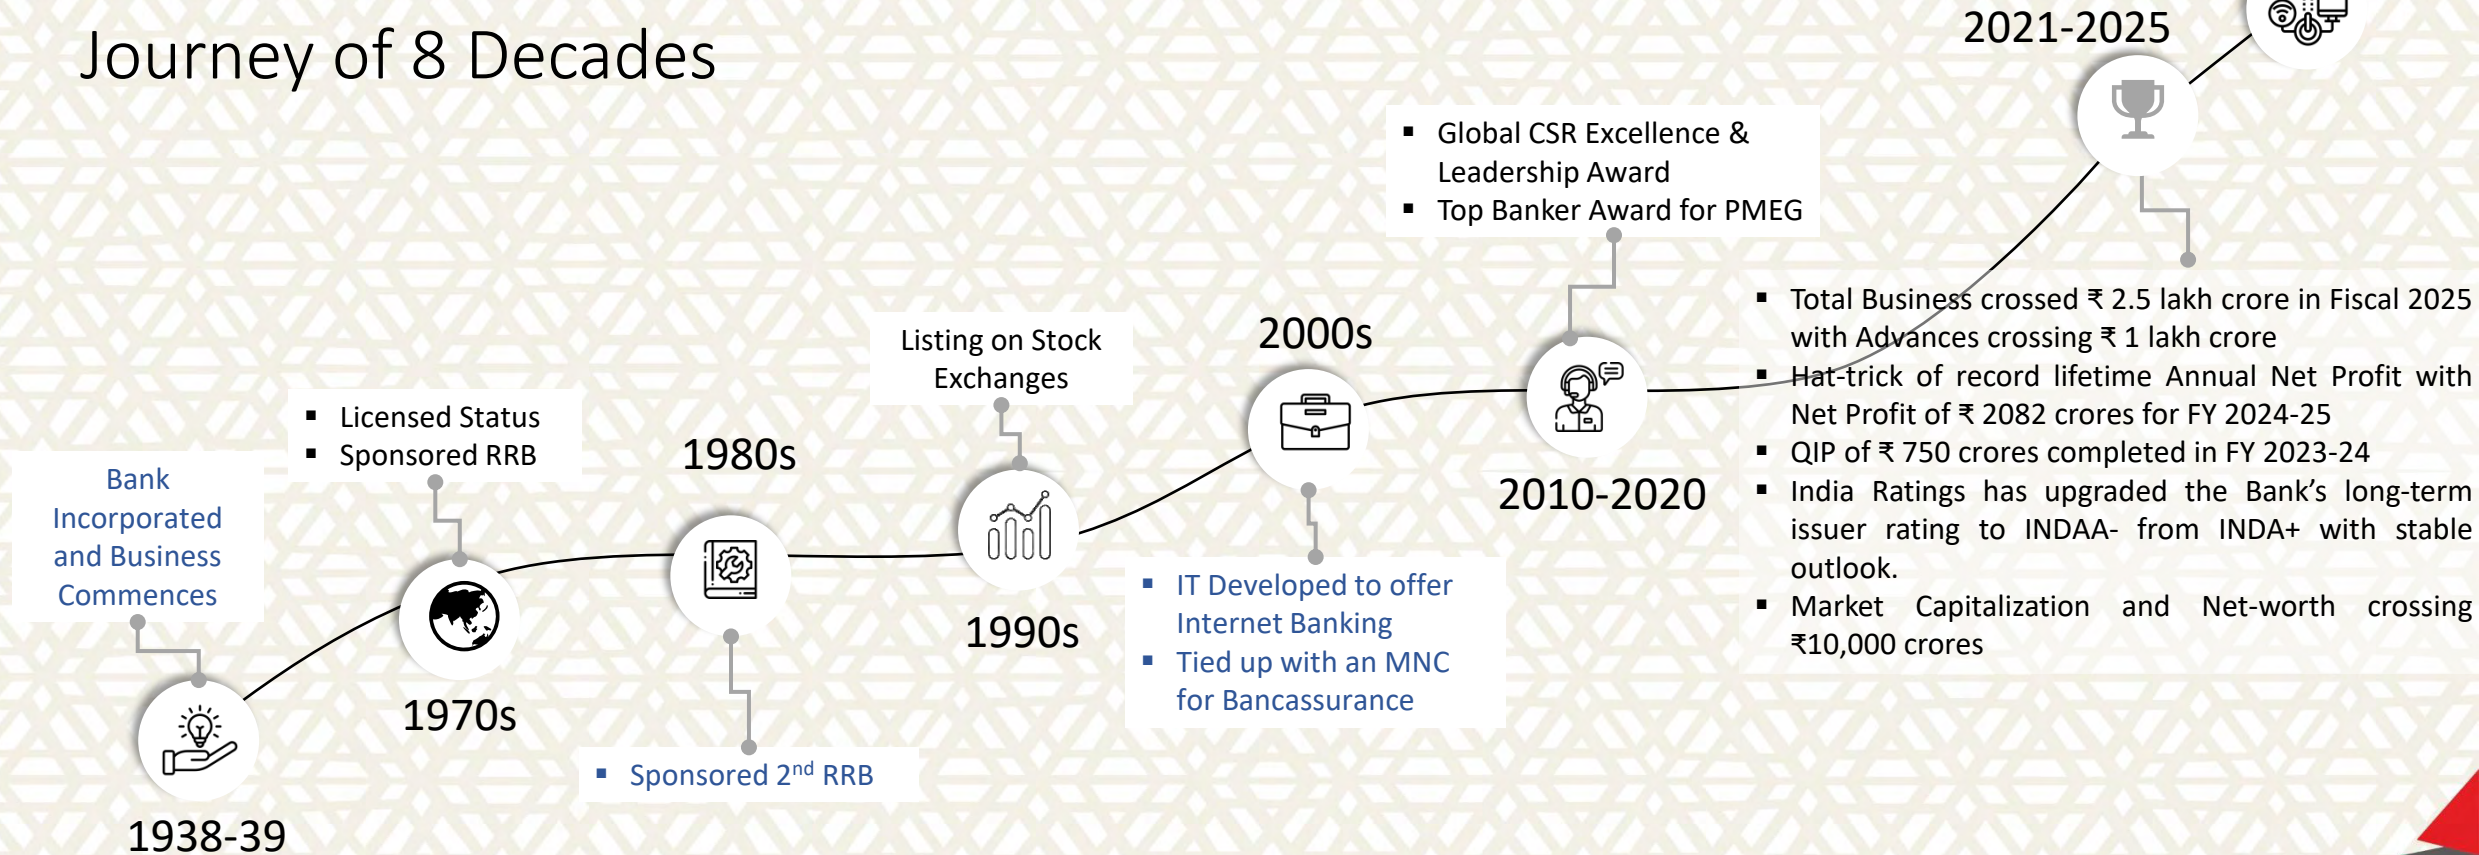 Journey of 8 Decades
Bank
Incorporated
and Business
Commences
1938-39
▪ Licensed Status
▪ Sponsored RRB
1970s
1980s
▪ Sponsored 2nd RRB
Listing on Stock
Exchanges
1990s
2000s
▪ IT Developed to offer
Internet Banking
▪ Tied up with an MNC
for Bancassurance
▪ Global CSR Excellence &
Leadership Award
▪ Top Banker Award for PMEG
2010-2020
2021-2025
▪ Total Business crossed ₹ 2.5 lakh crore in Fiscal 2025
with Advances crossing ₹ 1 lakh crore
▪ Hat-trick of record lifetime Annual Net Profit with
Net Profit of ₹ 2082 crores for FY 2024-25
▪ QIP of ₹ 750 crores completed in FY 2023-24
▪ India Ratings has upgraded the Bank’s long-term
issuer rating to INDAA- from INDA+ with stable
outlook.
▪ Market Capitalization and Net-worth crossing
₹10,000 crores